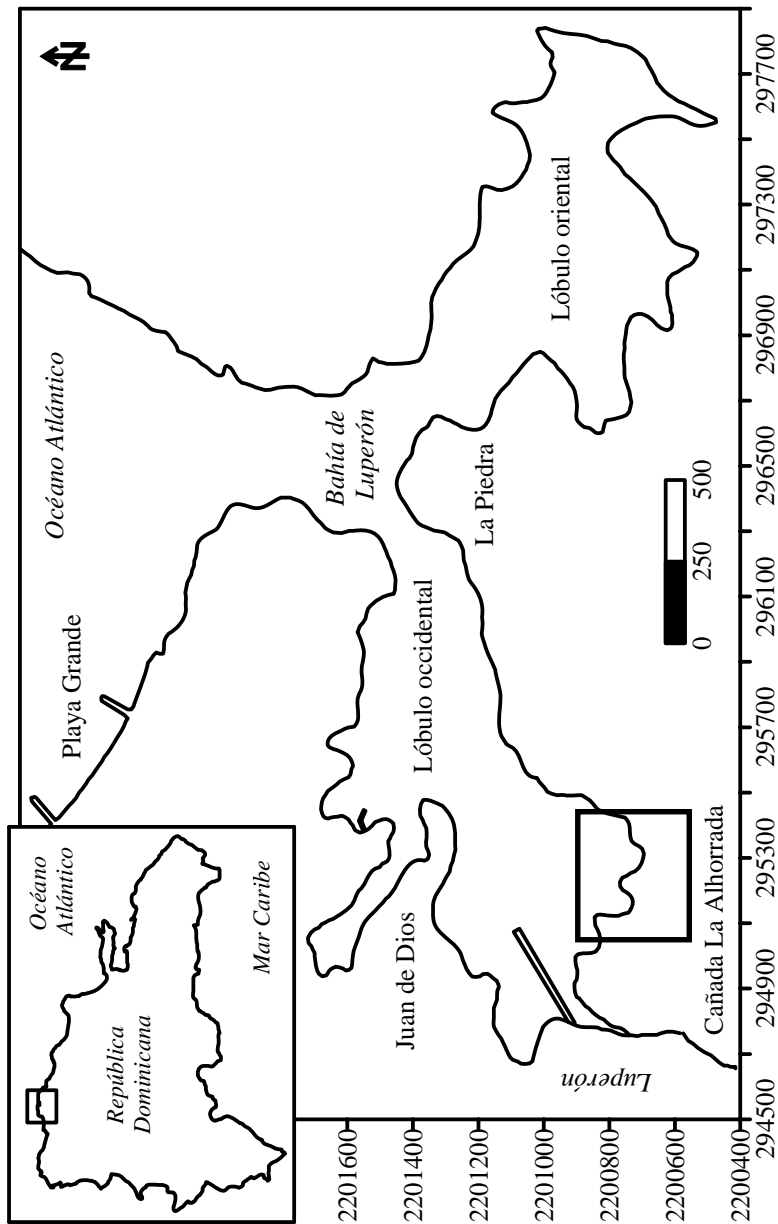 Océano
Atlántico
República
Dominicana
Mar Caribe
N
Playa Grande
Océano Atlántico
Bahía de
Luperón
Lóbulo occidental
La Piedra
Lóbulo oriental
Juan de Dios
Luperón
Cañada La Alhorrada
0 250 500
2201600
2201400
2201200
2201000
2200800
2200600
2200400
294500 294900 295300 295700 296100 296500 296900 297300 297700